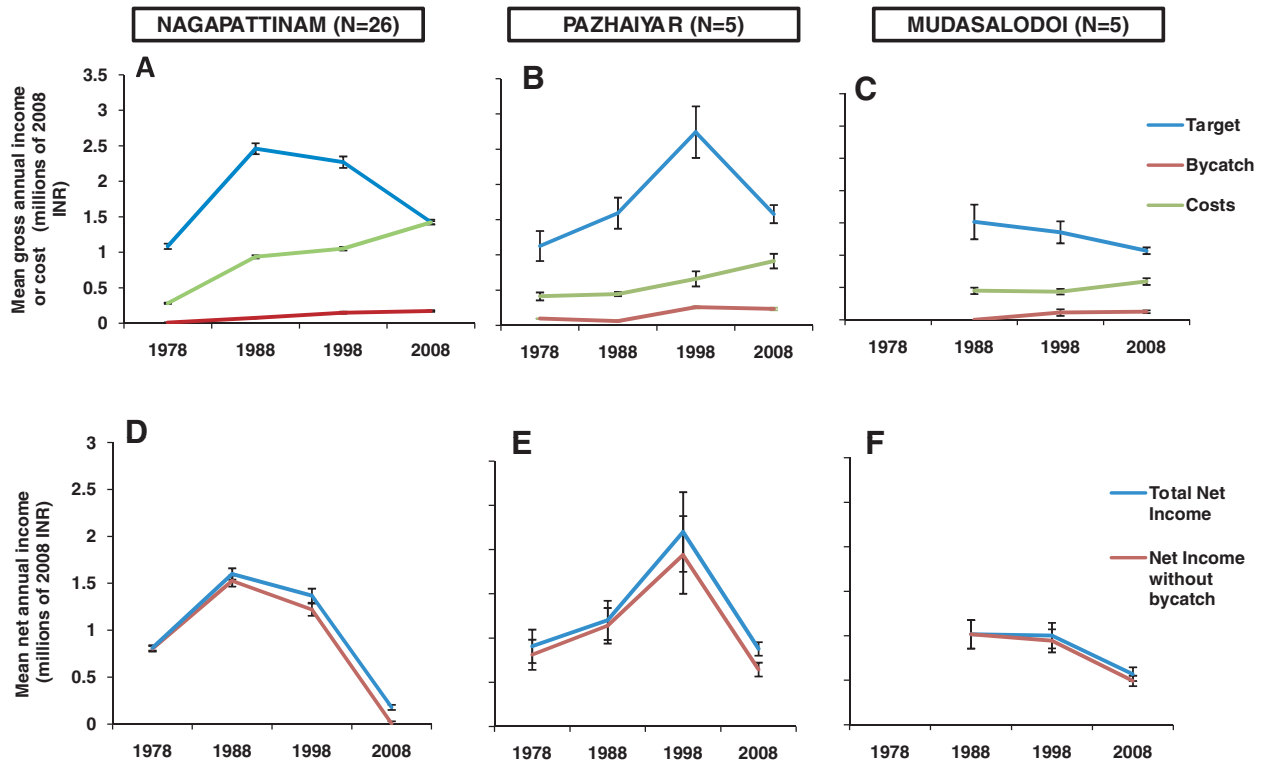 NAGAPATTINAM (N=26)
PAZHAIYAR (N=5)
MUDASALODOI (N=5)
A
Mean gross annual income
or cost (millions of 2008
INR)
3.5
3
2.5
2
1.5
1
0.5
0
1978 1988 1998 2008
B
1978 1988 1998 2008
C
1978 1988 1998 2008
Target
Bycatch
Costs
D
Mean net annual income
(millions of 2008 INR)
3
2.5
2
1.5
1
0.5
0
1978 1988 1998 2008
E
1978 1988 1998 2008
F
1978 1988 1998 2008
Total Net
Income
Net Income
without
bycatch